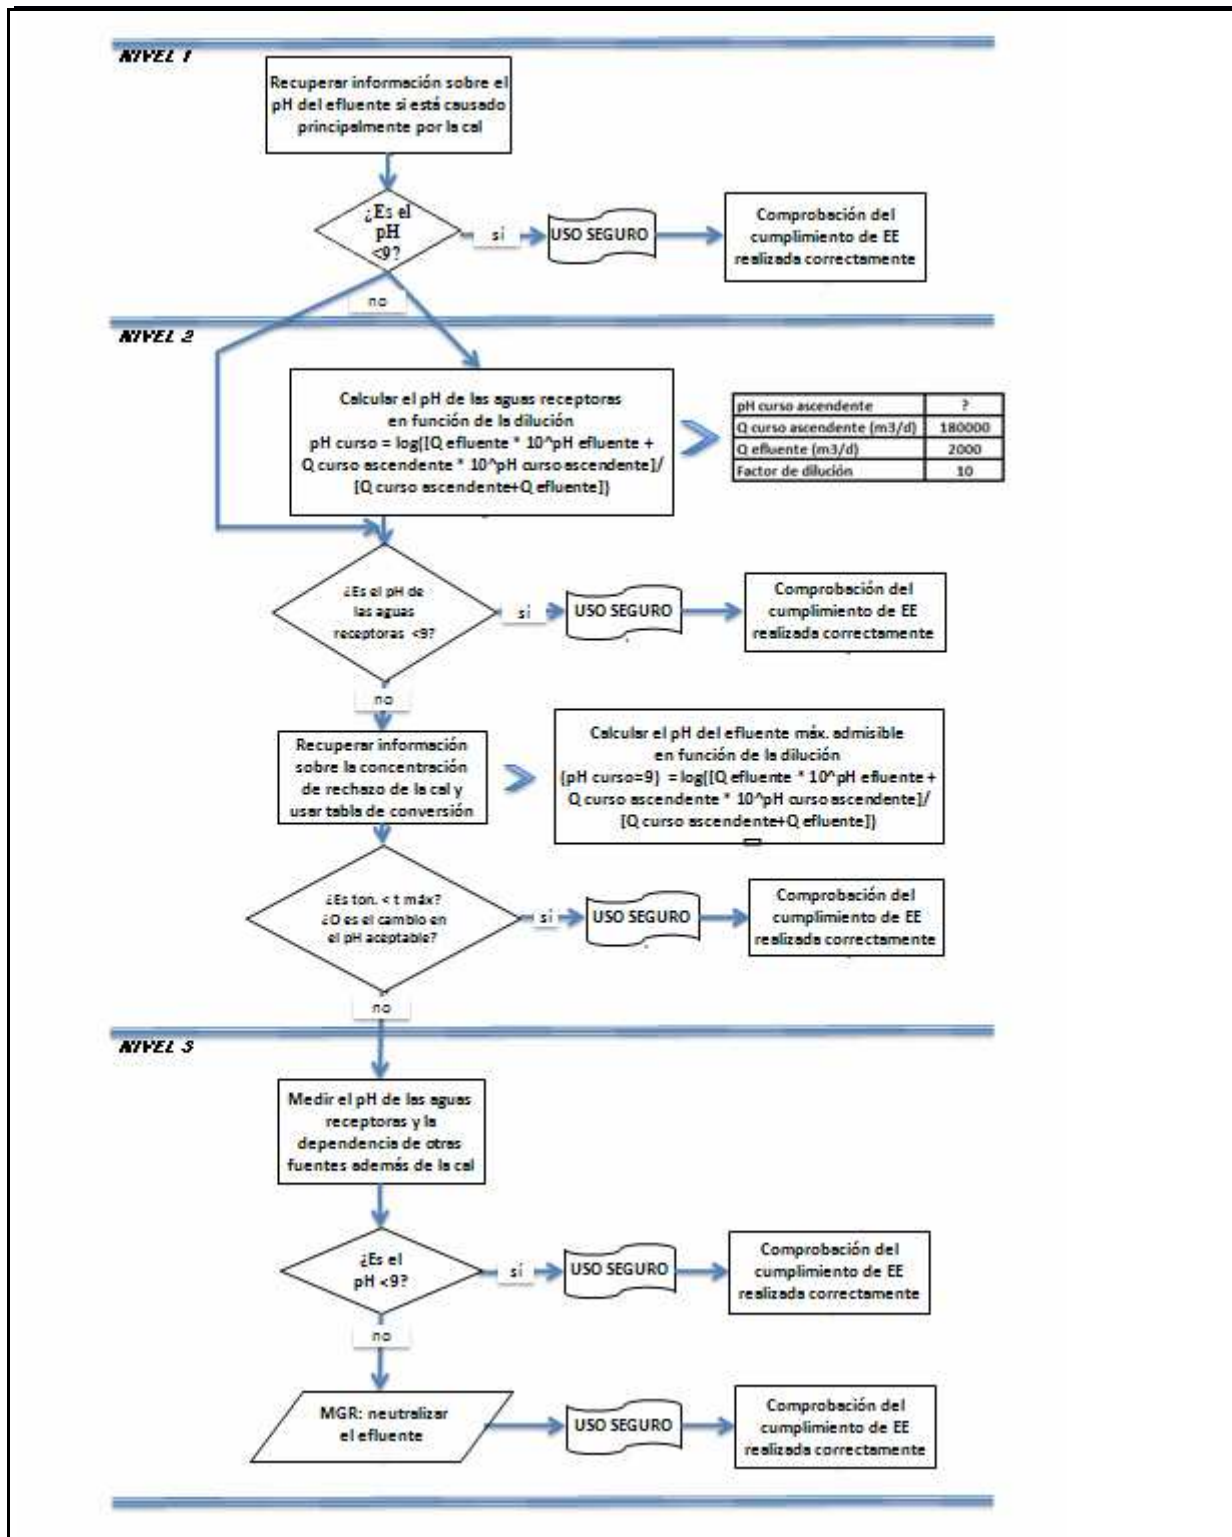 NIVEL 1
Recuperar información sobre el
pH del efluente si está causado
principalmente por la cal
¿Es el
pH
<9?
sí
USO SEGURO
Comprobación del
cumplimiento de EE
realizada correctamente
no
NIVEL 2
Calcular el pH de las aguas receptoras
en función de la dilución
pH curso = log([Q efluente * 10^pH efluente +
Q curso ascendente * 10^pH curso ascendente]/
[Q curso ascendente+Q efluente])
pH curso ascendente ?
Q curso ascendente (m3/d) 180000
Q efluente (m3/d) 2000
Factor de dilución 10
¿Es el pH de
las aguas
receptoras <9?
sí
USO SEGURO
Comprobación del
cumplimiento de EE
realizada correctamente
no
Recuperar información
sobre la concentración
de rechazo de la cal y
usar tabla de conversión
Calcular el pH del efluente máx. admisible
en función de la dilución
(pH curso=9) = log([Q efluente * 10^pH efluente +
Q curso ascendente * 10^pH curso ascendente]/
[Q curso ascendente+Q efluente])
¿Es ton. < t máx?
¿O es el cambio en
el pH aceptable?
sí
USO SEGURO
Comprobación del
cumplimiento de EE
realizada correctamente
no
NIVEL 3
Medir el pH de las aguas
receptoras y la
dependencia de otras
fuentes además de la cal
¿Es el
pH <9?
sí
USO SEGURO
Comprobación del
cumplimiento de EE
realizada correctamente
no
MGR: neutralizar
el efluente
USO SEGURO
Comprobación del
cumplimiento de EE
realizada correctamente